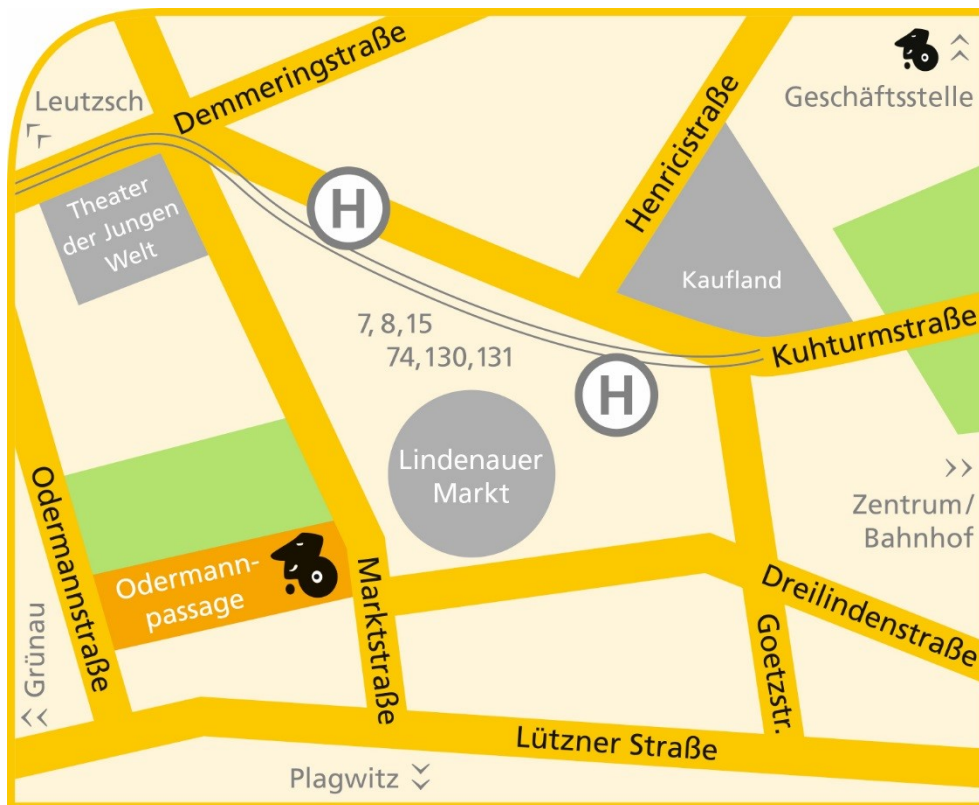 Leutzsch
Demmeringstraße
Geschäftsstelle
Henricistraße
Theater
der Jungen
Welt
H
Kaufland
7, 8, 15
74, 130, 131
Kuhturmstraße
H
Lindenauer
Markt
Odermannstraße
Zentrum/
Bahnhof
Odermann-
passage
Marktstraße
Dreilindenstraße
Goetzstr.
Grünau
Lützner Straße
Plagwitz